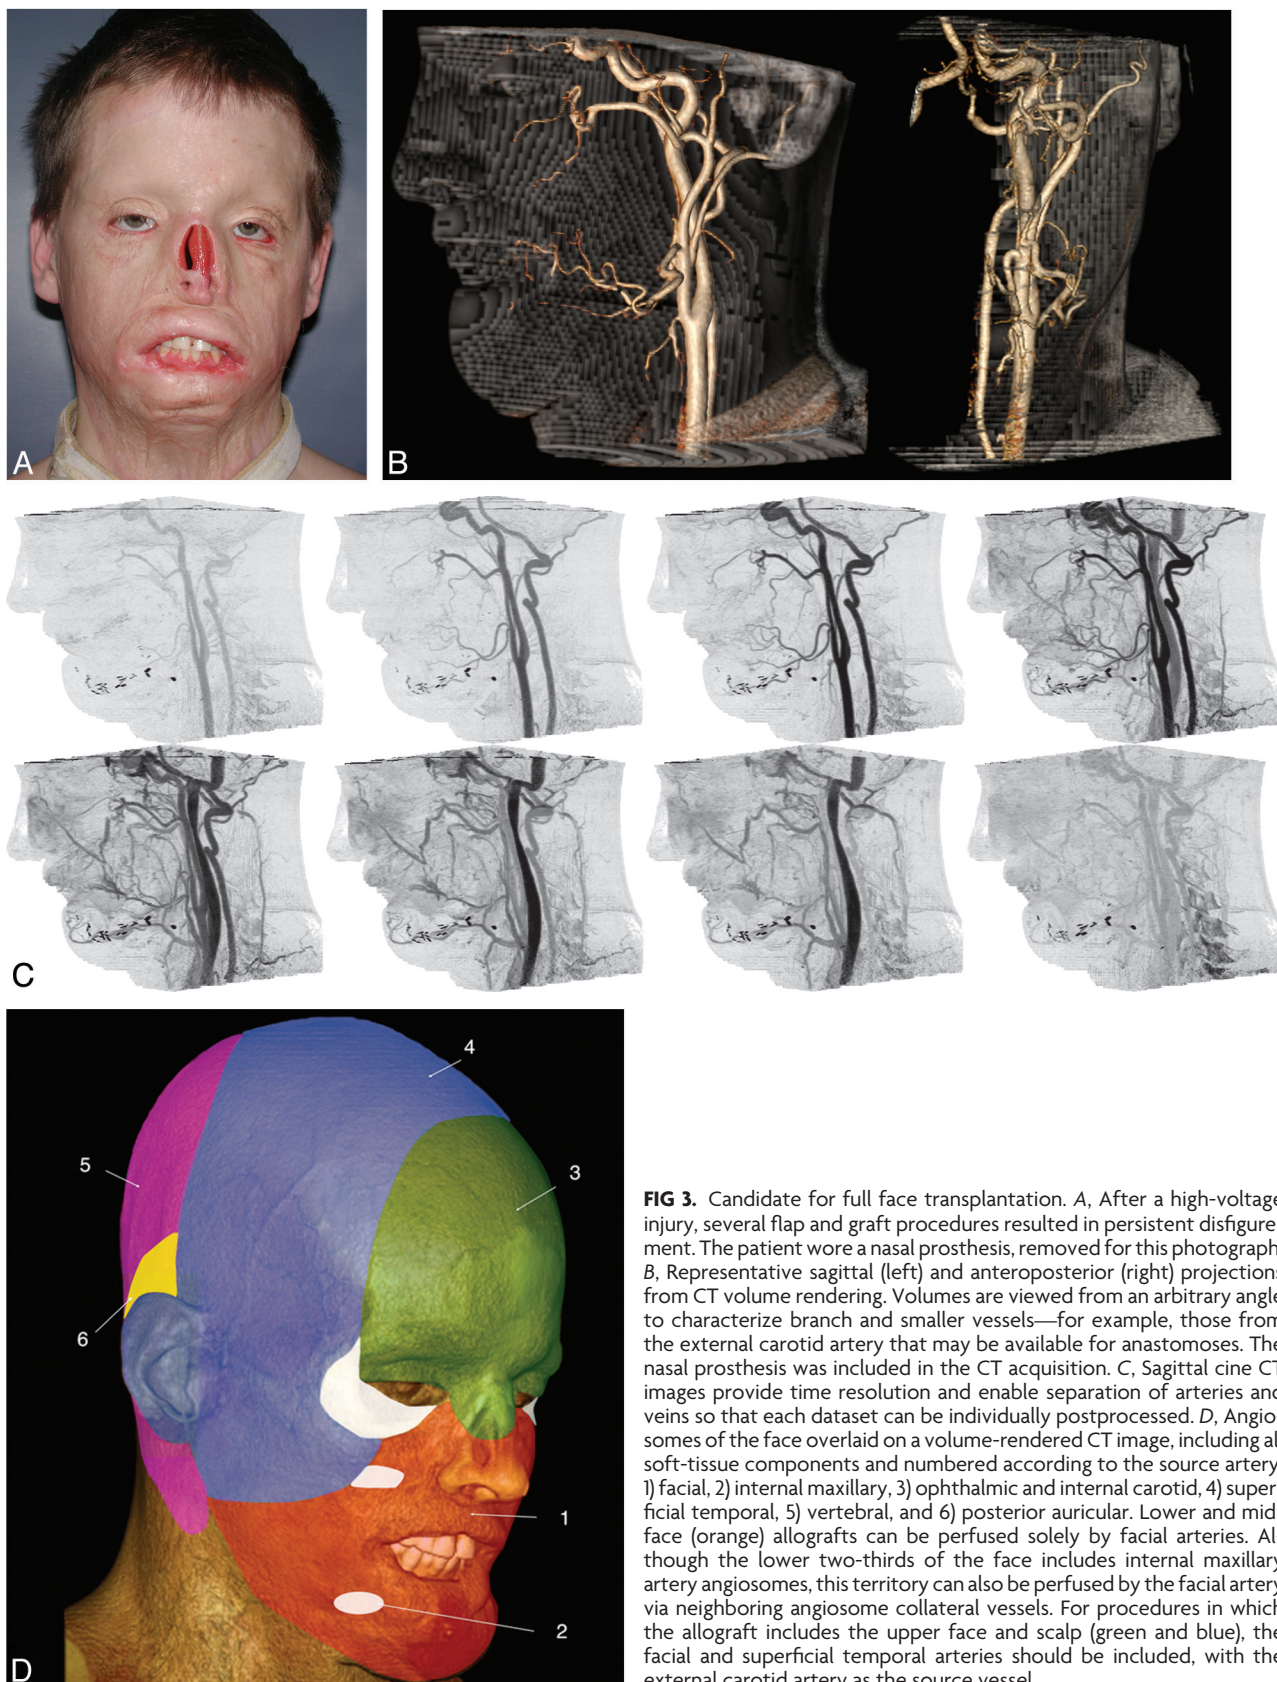 A
B
C
4
5
3
6
1
2
D
FIG 3. Candidate for full face transplantation. A, After a high-voltage
injury, several flap and graft procedures resulted in persistent disfigure
ment. The patient wore a nasal prosthesis, removed for this photograph
B, Representative sagittal (left) and anteroposterior (right) projections
from CT volume rendering. Volumes are viewed from an arbitrary angle
to characterize branch and smaller vessels—for example, those from
the external carotid artery that may be available for anastomoses. The
nasal prosthesis was included in the CT acquisition. C, Sagittal cine CT
images provide time resolution and enable separation of arteries and
veins so that each dataset can be individually postprocessed. D, Angio
somes of the face overlaid on a volume-rendered CT image, including al
soft-tissue components and numbered according to the source artery
1) facial, 2) internal maxillary, 3) ophthalmic and internal carotid, 4) super
ficial temporal, 5) vertebral, and 6) posterior auricular. Lower and mid
face (orange) allografts can be perfused solely by facial arteries. Al
though the lower two-thirds of the face includes internal maxillary
artery angiosomes, this territory can also be perfused by the facial artery
via neighboring angiosome collateral vessels. For procedures in which
the allograft includes the upper face and scalp (green and blue), the
facial and superficial temporal arteries should be included, with the
external carotid artery as the source vessel